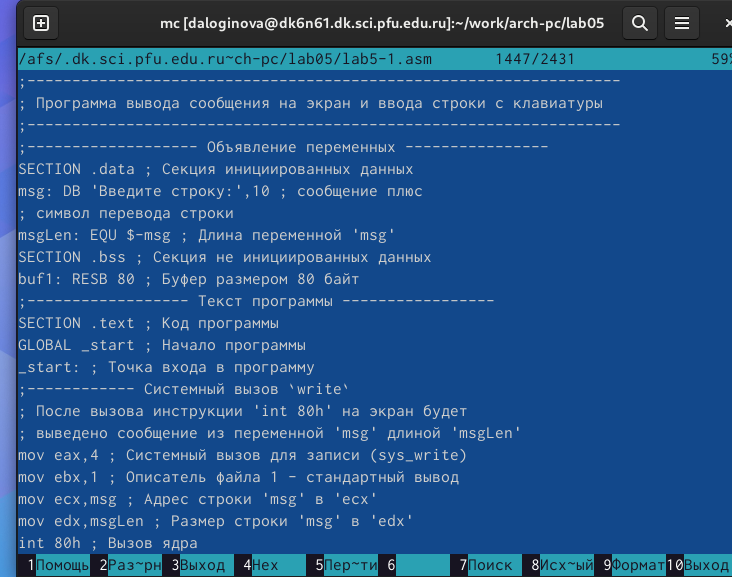 mc [daloginova@dk6n61.dk.sci.pfu.edu.ru]:~/work/arch-pc/lab05
/afs/.dk.sci.pfu.edu.ru~ch-pc/lab05/lab5-1.asm 1447/2431 59%
;------------------------------------------------------------------
; Программа вывода сообщения на экран и ввода строки с клавиатуры
;------------------------------------------------------------------
;------------------- Объявление переменных ----------------
SECTION .data ; Секция инициированных данных
msg: DB 'Введите строку:',10 ; сообщение плюс
; символ перевода строки
msgLen: EQU $-msg ; Длина переменной 'msg'
SECTION .bss ; Секция не инициированных данных
buf1: RESB 80 ; Буфер размером 80 байт
;------------------ Текст программы -----------------
SECTION .text ; Код программы
GLOBAL _start ; Начало программы
_start: ; Точка входа в программу
;------------ Системный вызов `write`
; После вызова инструкции 'int 80h' на экран будет
; выведено сообщение из переменной 'msg' длиной 'msgLen'
mov eax,4 ; Системный вызов для записи (sys_write)
mov ebx,1 ; Описатель файла 1 - стандартный вывод
mov ecx,msg ; Адрес строки 'msg' в 'ecx'
mov edx,msgLen ; Размер строки 'msg' в 'edx'
int 80h ; Вызов ядра
1Помощь 2Раз~рн 3Выход 4Hex 5Пер~ти 6 7Поиск 8Исх~ый 9Формат 10Выход